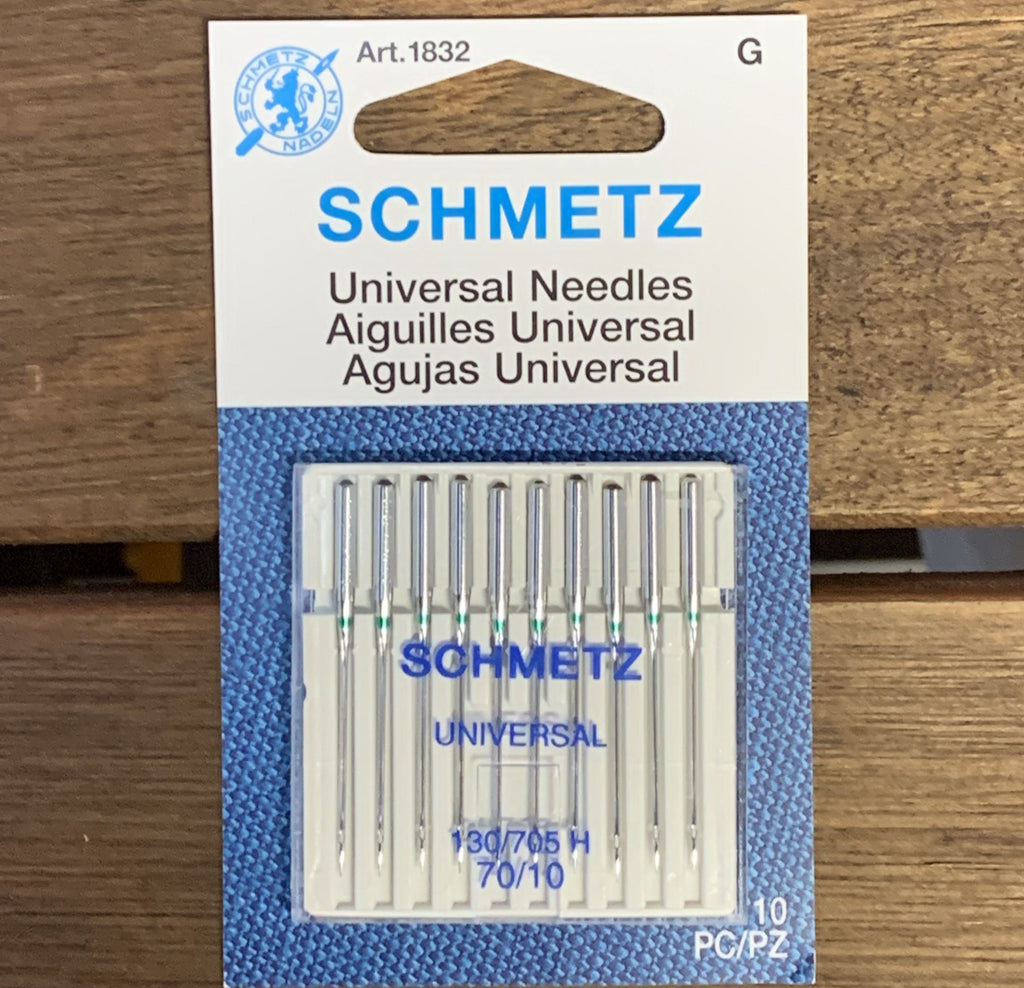 SCHMETZ
NADELN
Art.1832
G
SCHMETZ
Universal Needles
Aiguilles Universal
Agujas Universal
SCHMETZ
UNIVERSAL
130/705 H
70/10
10
PC/PZ